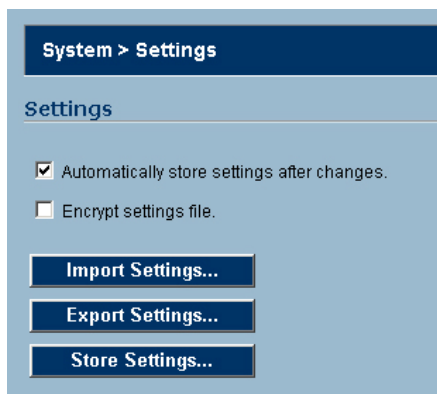 System > Settings
Settings
Automatically store settings after changes.
Encrypt settings file.
Import Settings...
Export Settings...
Store Settings...